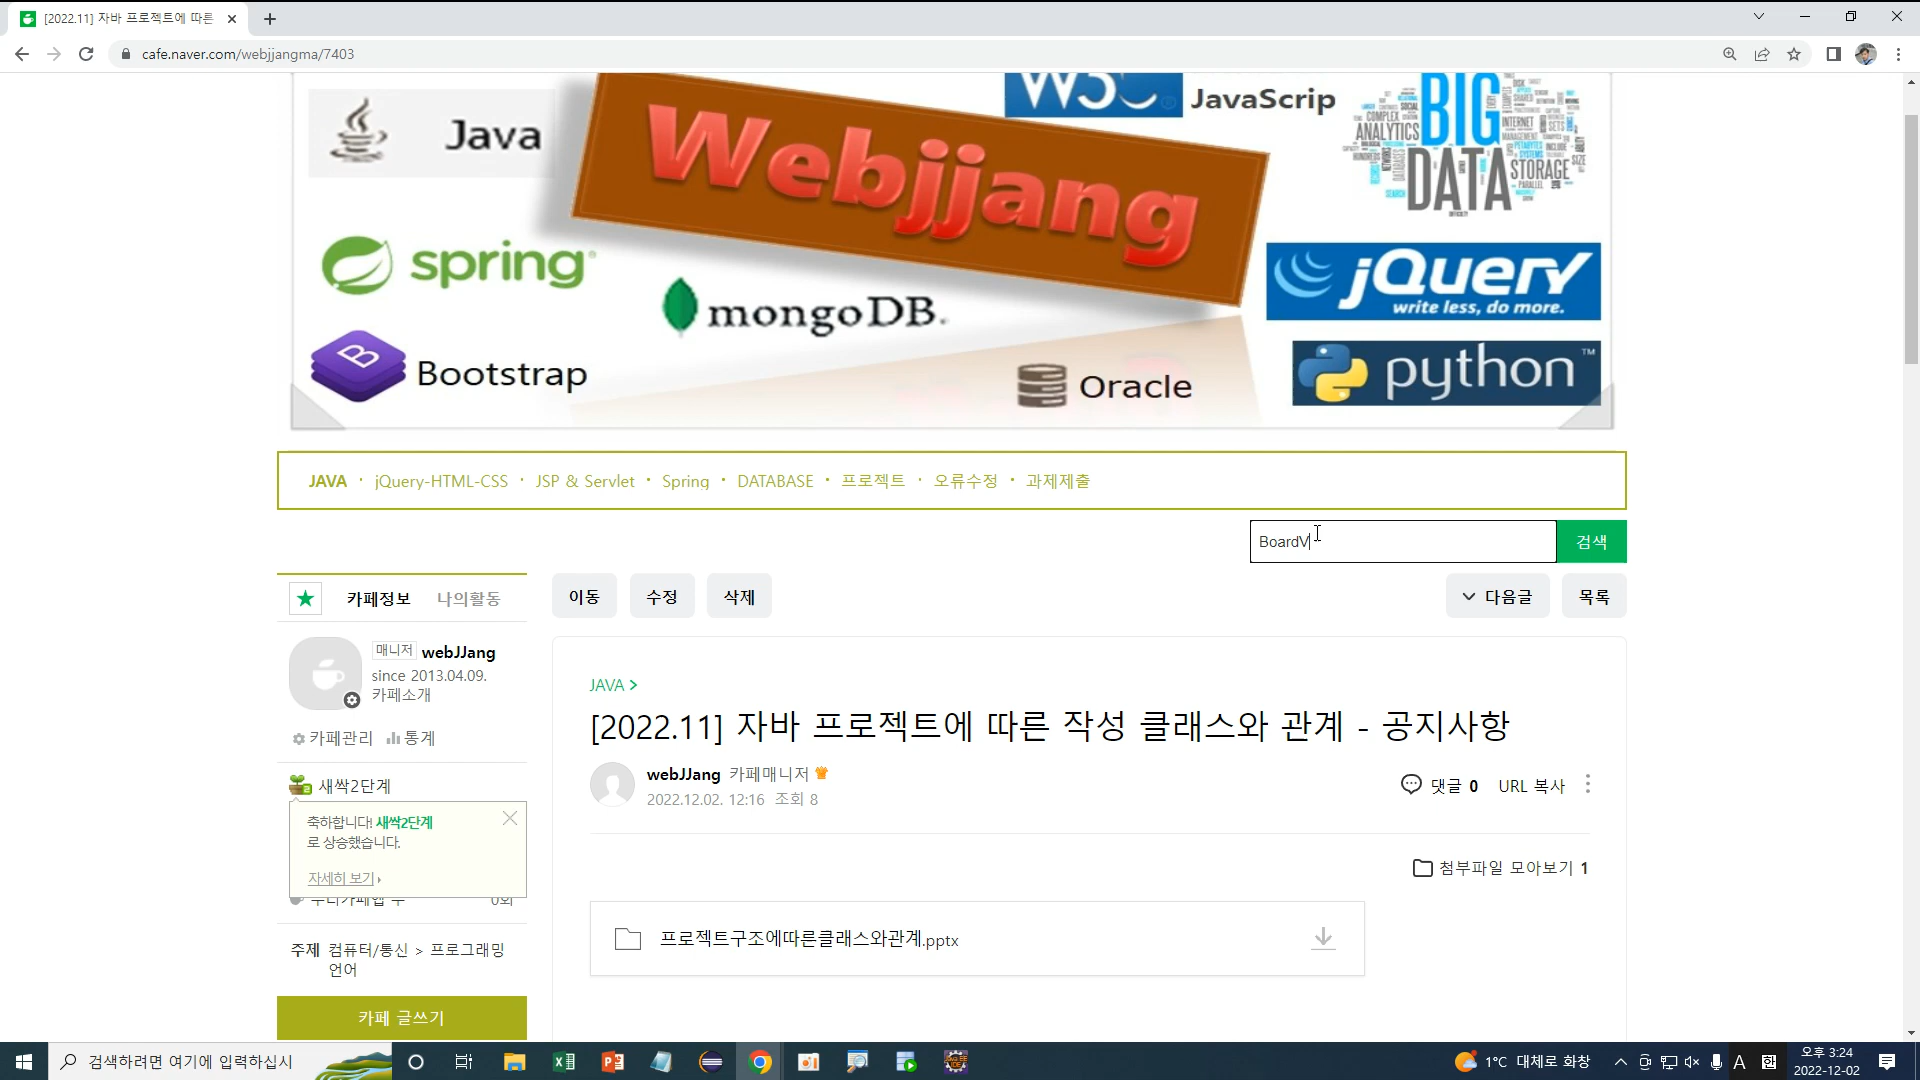 [2022.11] 자바 프로젝트에 따른
cafe.naver.com/webjjangma/7403
Java
Webjjang
W3C
JavaScrip
BIG
DATA
ANALYTICS
STORAGE
spring
mongoDB.
jQuery
write less, do more.
Bootstrap
Oracle
python™
JAVA · jQuery-HTML-CSS · JSP & Servlet · Spring · DATABASE · 프로젝트 · 오류수정 · 과제제출
BoardV
검색
카페정보 나의활동
이동 수정 삭제
다음글 목록
매니저 webJJang
since 2013.04.09.
카페소개
카페관리 통계
새싹2단계
축하합니다! 새싹2단계
로 상승했습니다.
자세히 보기
0회
주제 컴퓨터/통신 > 프로그래밍
언어
카페 글쓰기
JAVA >
[2022.11] 자바 프로젝트에 따른 작성 클래스와 관계 - 공지사항
webJJang 카페매니저
2022.12.02. 12:16 조회 8
댓글 0 URL 복사
첨부파일 모아보기 1
프로젝트구조에따른클래스와관계.pptx
검색하려면 여기에 입력하십시
1°C 대체로 화창
A
오후 3:24
2022-12-02